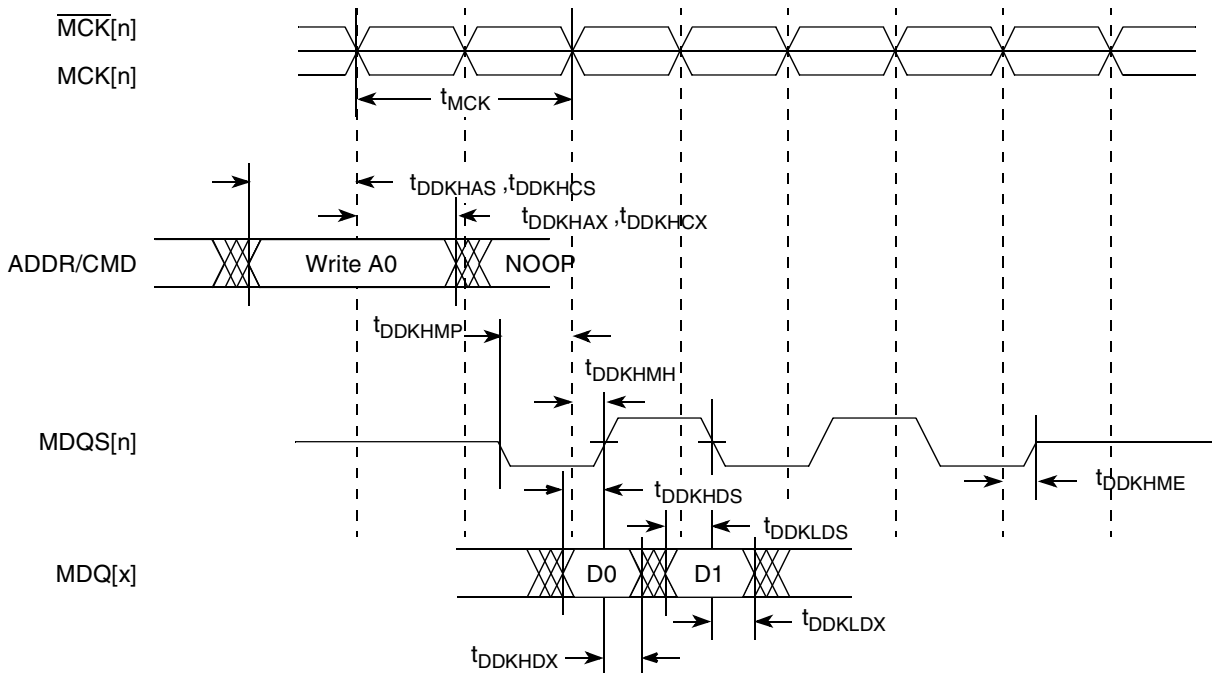 MCK[n]
MCK[n]
tMCK
tDDKHAS ,tDDKHCS
tDDKHAX ,tDDKHCX
ADDR/CMD
Write A0
NOOP
tDDKHMP
tDDKHMH
MDQS[n]
tDDKHME
tDDKHDS
tDDKLDS
MDQ[x]
D0
D1
tDDKLDX
tDDKHDX